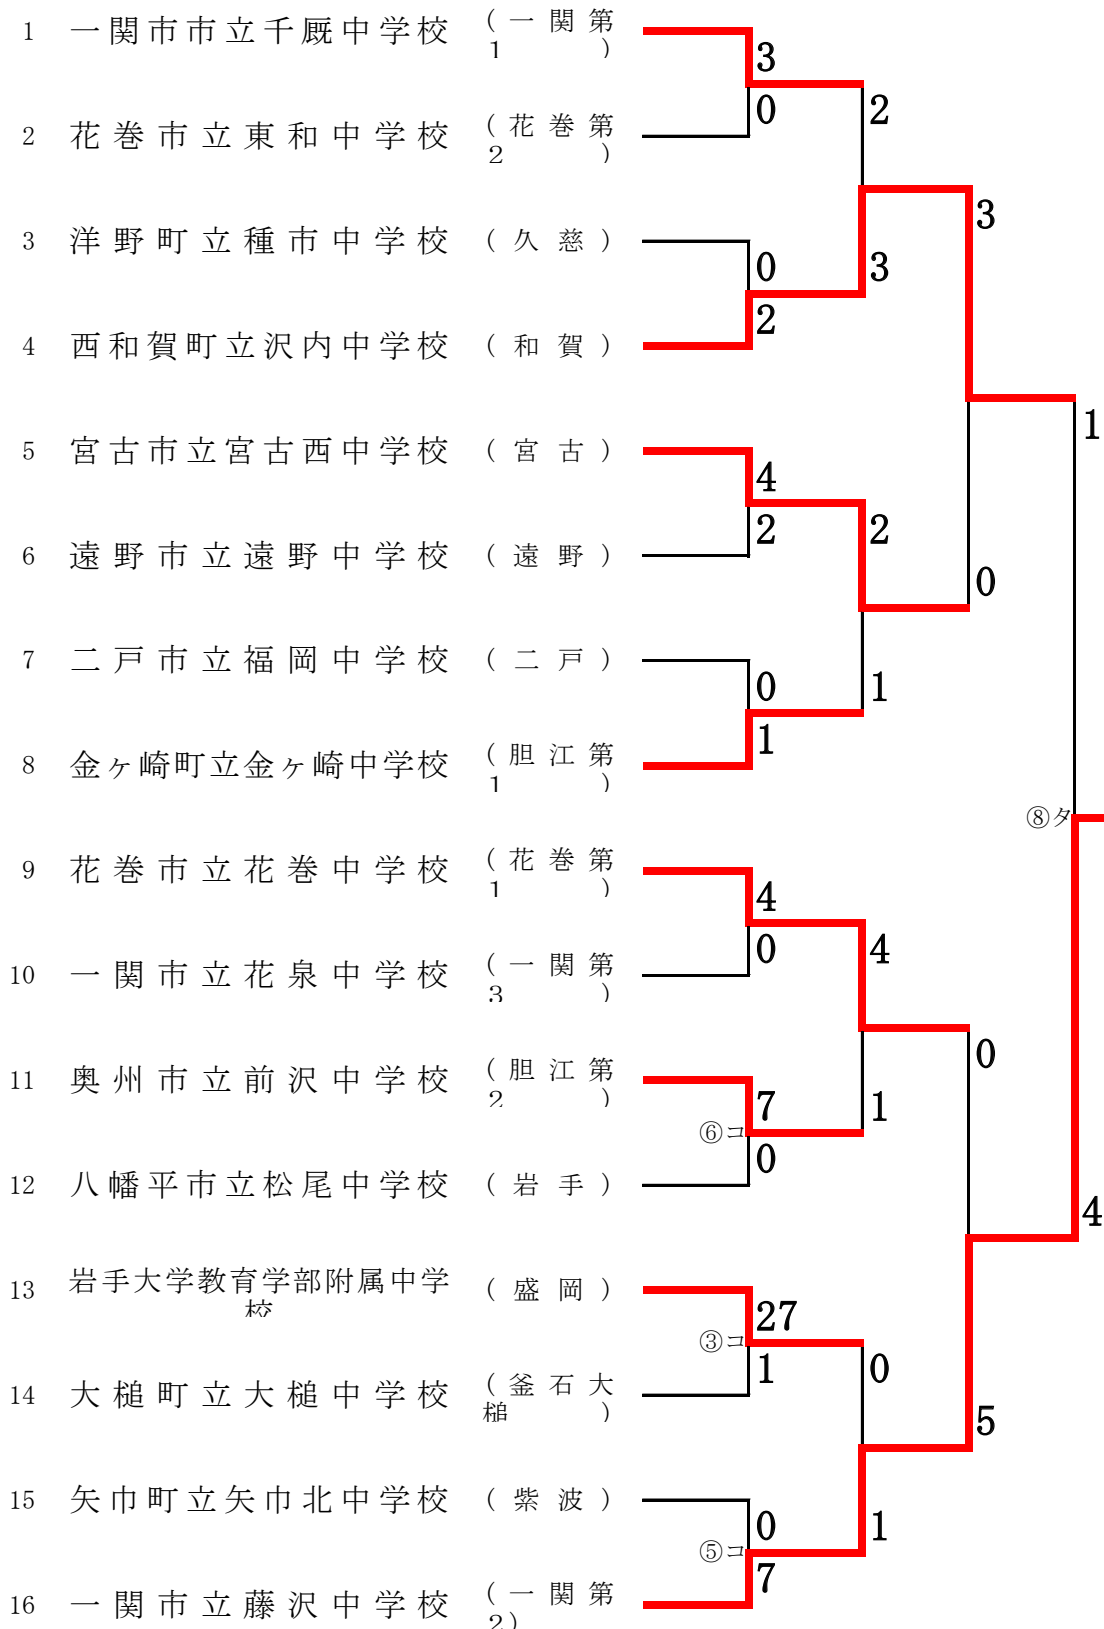 1 一関市市立千厩中学校 (一関第
1 )
3
0
2
2 花巻市立東和中学校 (花巻第
2 )
3
3 洋野町立種市中学校 (久慈)
0
3
2
4 西和賀町立沢内中学校 (和賀)
1
5 宮古市立宮古西中学校 (宮古)
4
2
2
6 遠野市立遠野中学校 (遠野)
0
7 二戸市立福岡中学校 (二戸)
0
1
1
8 金ヶ崎町立金ヶ崎中学校 (胆江第
1 )
⑧タ
9 花巻市立花巻中学校 (花巻第
1 )
4
0
4
10 一関市立花泉中学校 (一関第
3 )
0
11 奥州市立前沢中学校 (胆江第
2 )
7
1
⑥コ
0
12 八幡平市立松尾中学校 (岩手)
4
13 岩手大学教育学部附属中学
校 (盛岡)
27
③コ
1
0
14 大槌町立大槌中学校 (釜石大
槌 )
5
15 矢巾町立矢巾北中学校 (紫波)
0
1
⑤コ
7
16 一関市立藤沢中学校 (一関第
2)